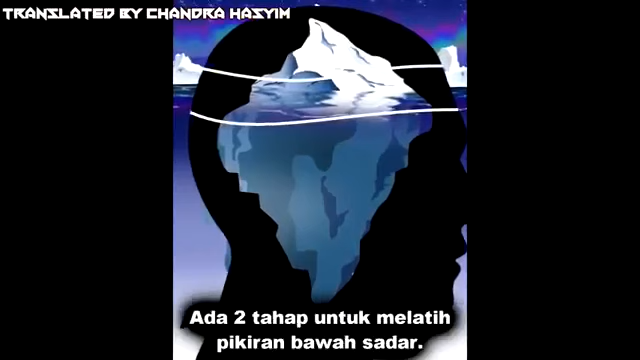 TRANSLATED BY CHANDRA HASYIM
Ada 2 tahap untuk melatih
pikiran bawah sadar.